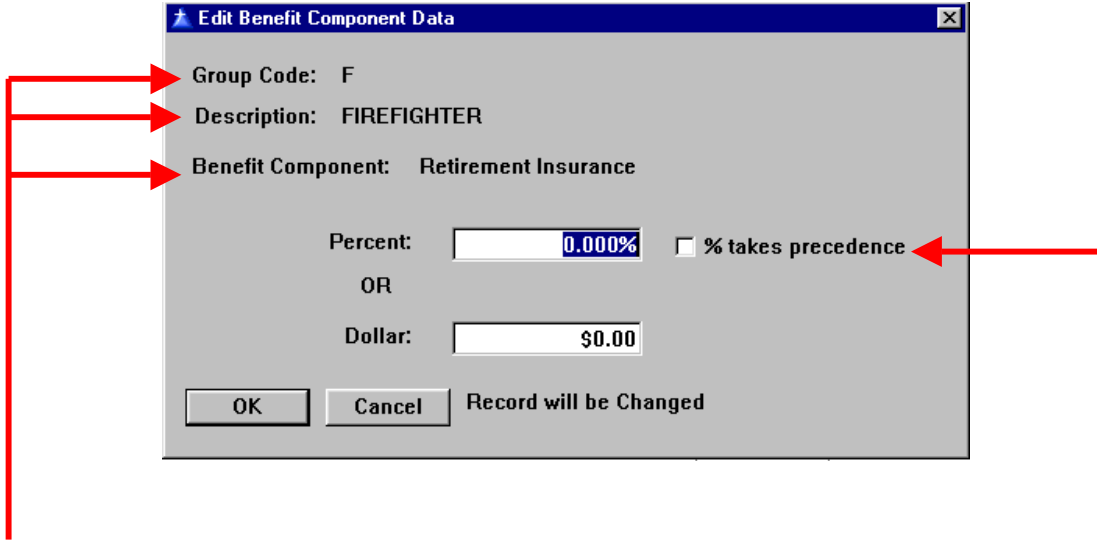 Edit Benefit Component Data
Group Code: F
Description: FIREFIGHTER
Benefit Component: Retirement Insurance
Percent: 0.000% % takes precedence
OR
Dollar: $0.00
OK Cancel Record will be Changed